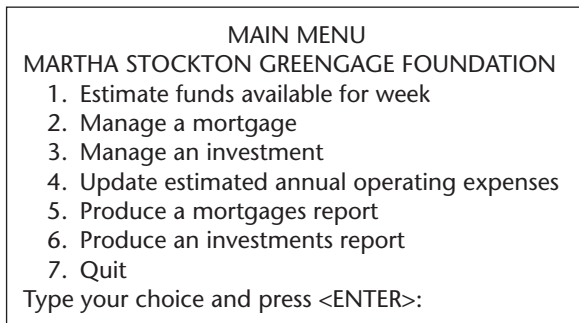 MAIN MENU
MARTHA STOCKTON GREENGAGE FOUNDATION
1. Estimate funds available for week
2. Manage a mortgage
3. Manage an investment
4. Update estimated annual operating expenses
5. Produce a mortgages report
6. Produce an investments report
7. Quit
Type your choice and press <ENTER>: